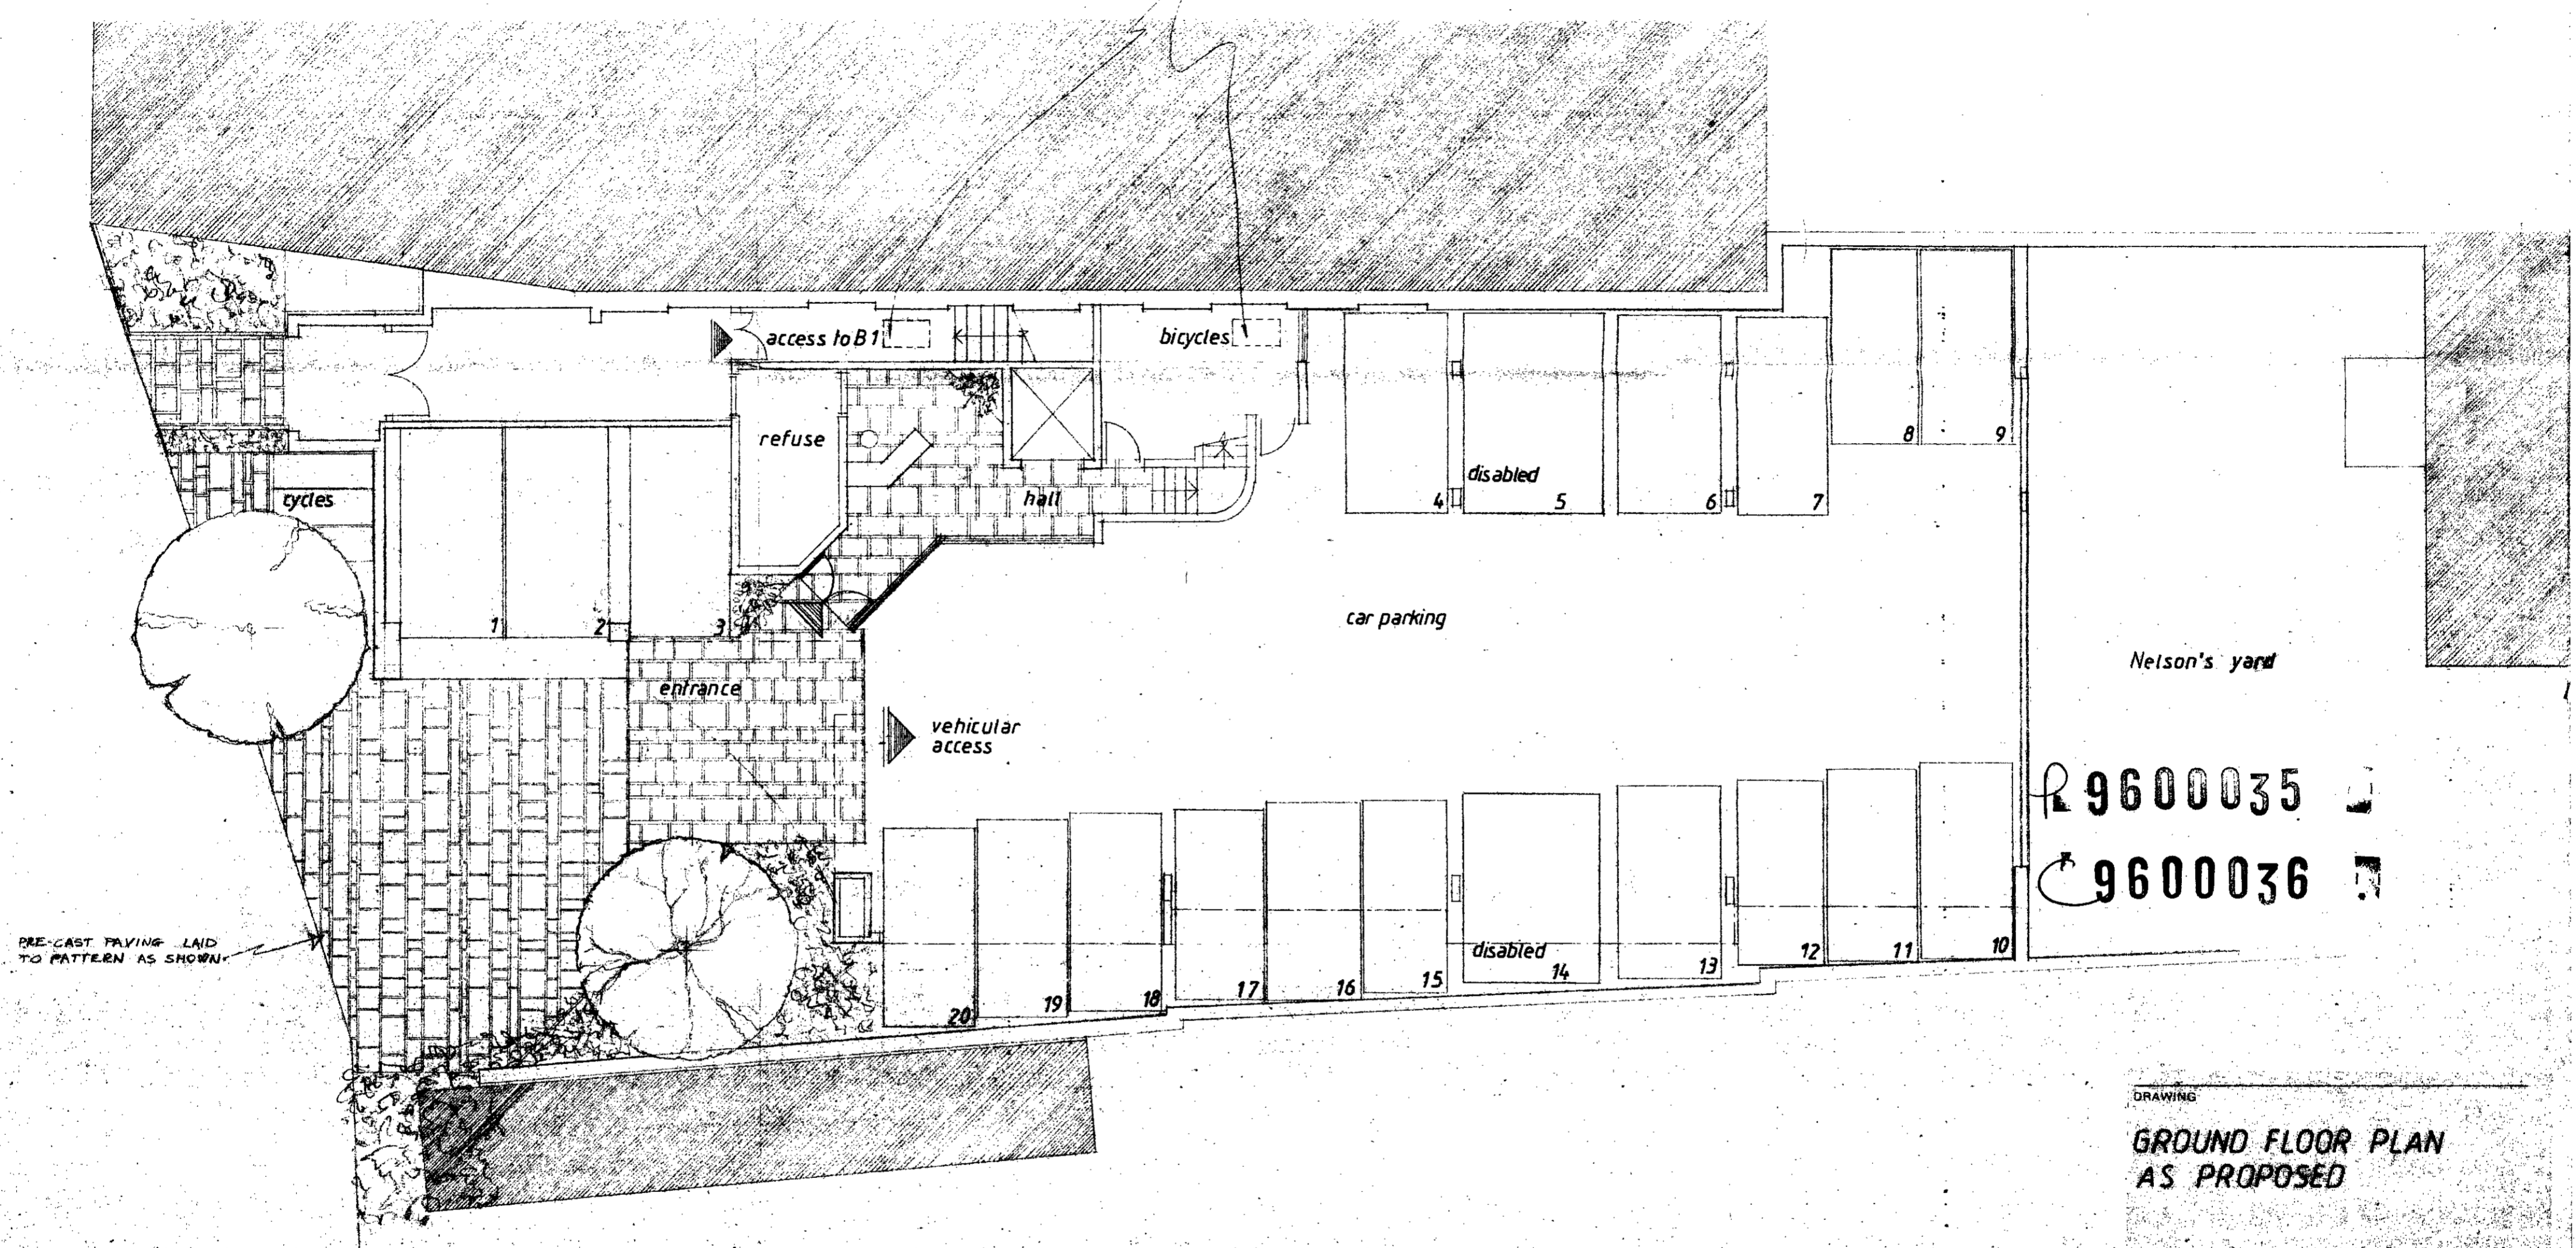 access to B1
bicycles
refuse
8
9
disabled
4
5
6
7
cycles
hall
1
2
3
car parking
Nelson's yard
entrance
vehicular
access
9600035
9600036
PRE-CAST PAVING LAID
TO PATTERN AS SHOWN.
disabled
20
19
18
17
16
15
14
13
12
11
10
DRAWING
GROUND FLOOR PLAN
AS PROPOSED